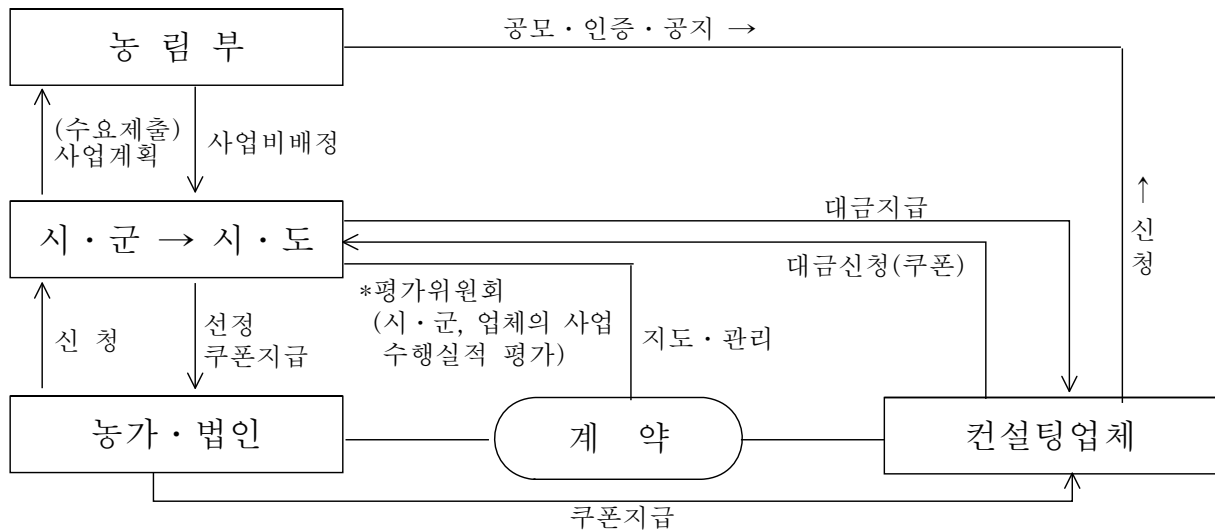 공모·인증·공지 →
농 림 부
(수요제출)
사업계획
사업비배정
대금지급
↑
신
청
시·군 → 시·도
대금신청(쿠폰)
*평가위원회
(시·군, 업체의 사업
수행실적 평가)
지도·관리
신 청
선정
쿠폰지급
농가·법인
계 약
컨설팅업체
쿠폰지급